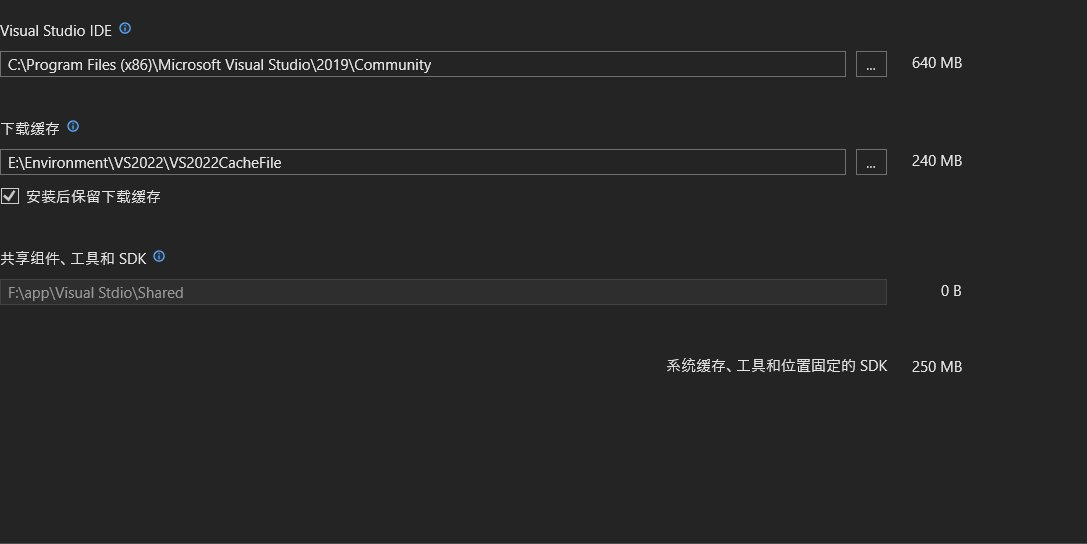 Visual Studio IDE
C:\Program Files (x86)\Microsoft Visual Studio\2019\Community
...
640 MB
下载缓存
E:\Environment\VS2022\VS2022CacheFile
...
240 MB
安装后保留下载缓存
共享组件、工具和 SDK
F:\app\Visual Stdio\Shared
0 B
系统缓存、工具和位置固定的 SDK
250 MB